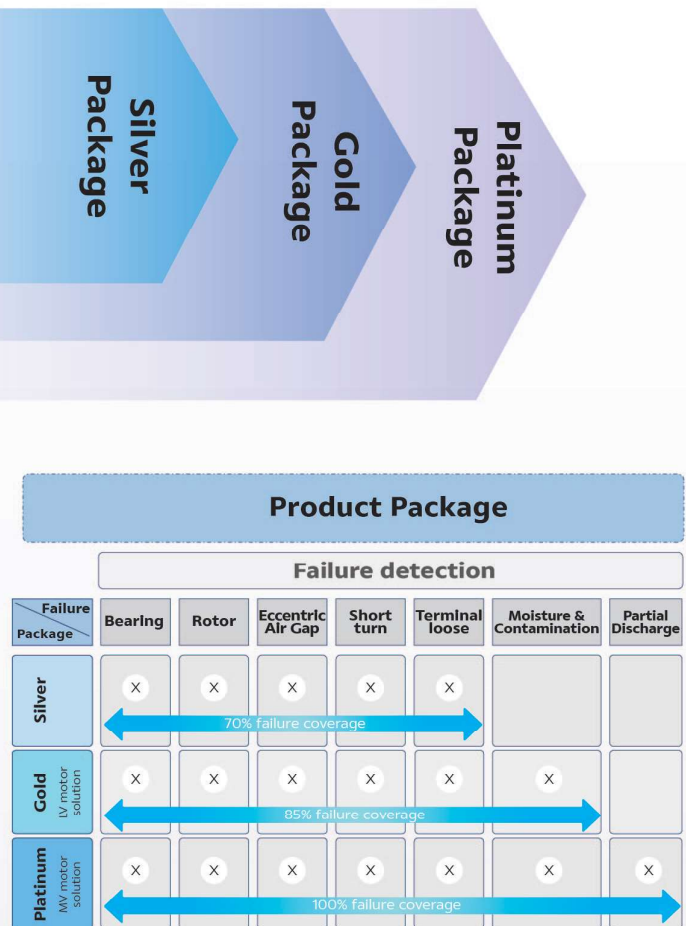 Silver
Package
Gold
Package
Platinum
Package
Product Package
Failure detection
Failure
Package
Bearing
Rotor
Eccentric
Air Gap
Short
turn
Terminal
loose
Moisture &
Contamination
Partial
Discharge
Silver
X X X X X
70% failure coverage
Gold
LV motor
solution
X X X X X X
85% failure coverage
Platinum
MV motor
solution
X X X X X X X
100% failure coverage